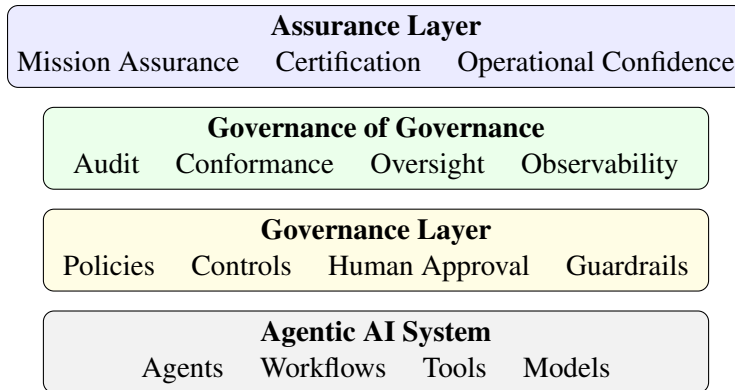 Assurance Layer
Mission Assurance Certification Operational Confidence
Governance of Governance
Audit Conformance Oversight Observability
Governance Layer
Policies Controls Human Approval Guardrails
Agentic AI System
Agents Workflows Tools Models